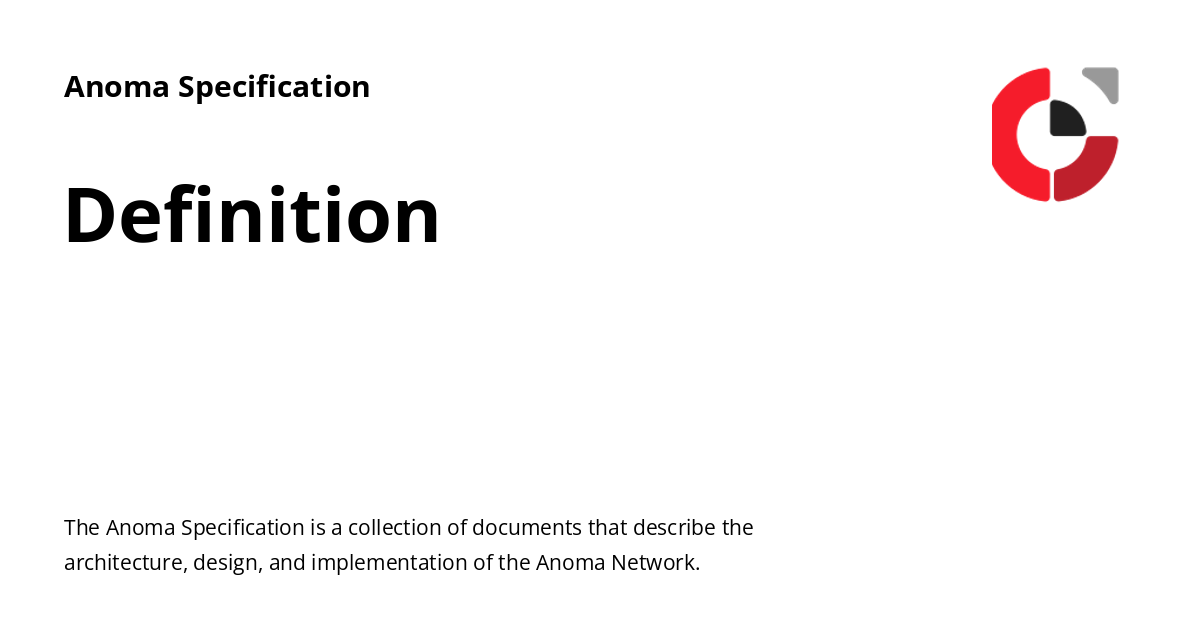 Anoma Specification
Definition
The Anoma Specification is a collection of documents that describe the
architecture, design, and implementation of the Anoma Network.